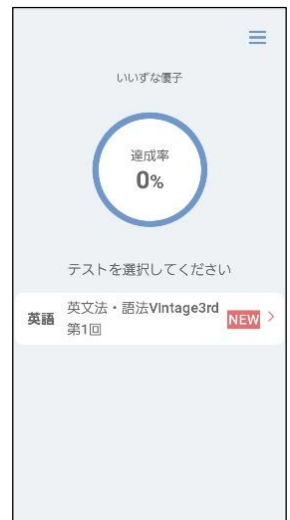 いいずな優子
達成率
0%
テストを選択してください
英語
英文法・語法Vintage3rd
第1回
NEW